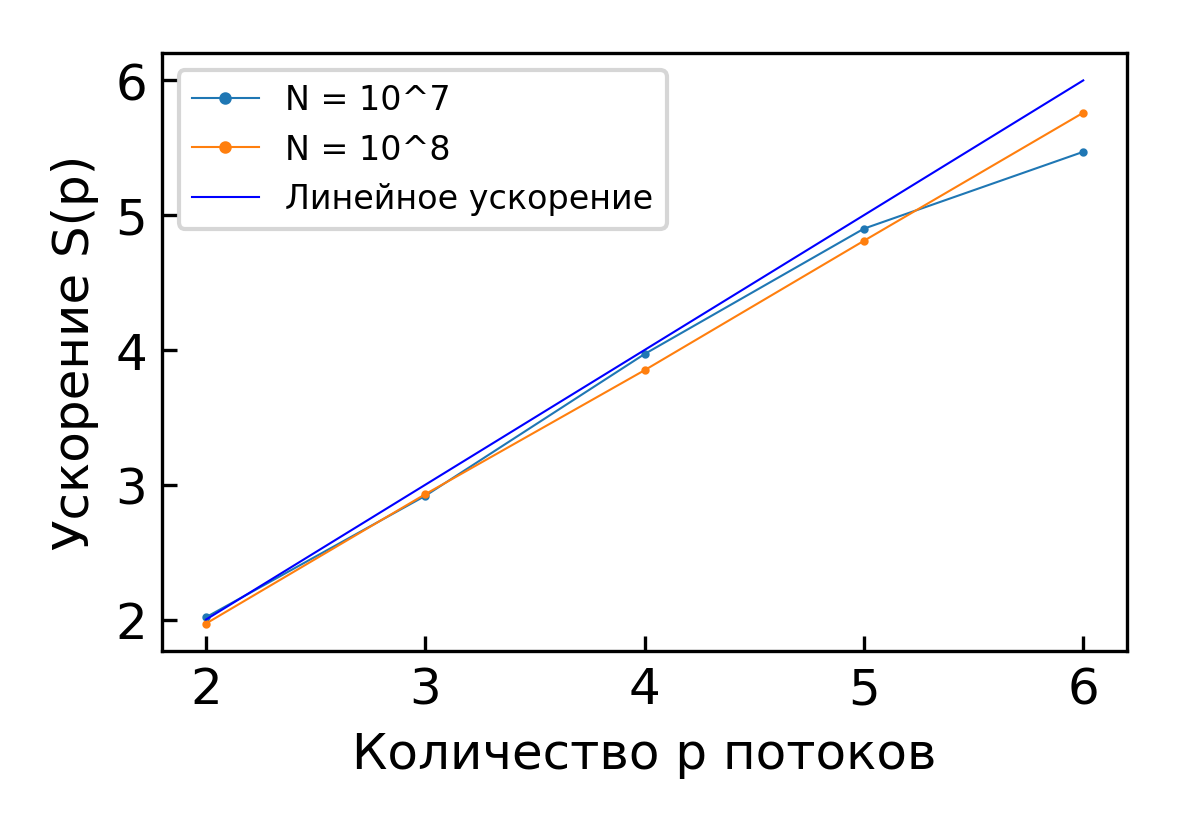 N = 10^7
N = 10^8
Линейное ускорение
Ускорение S(p)
6
5
4
3
2
2 3 4 5 6
Количество p потоков